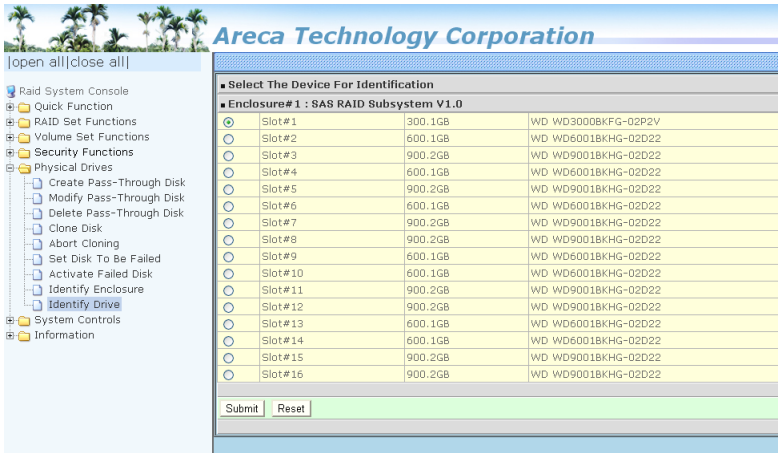 Areca Technology Corporation
|open all|close all|
Raid System Console
Quick Function
RAID Set Functions
Volume Set Functions
Security Functions
Physical Drives
Create Pass-Through Disk
Modify Pass-Through Disk
Delete Pass-Through Disk
Clone Disk
Abort Cloning
Set Disk To Be Failed
Activate Failed Disk
Identify Enclosure
Identify Drive
System Controls
Information
Select The Device For Identification
Enclosure#1 : SAS RAID Subsystem V1.0
Slot#1 300.1GB WD WD3000BKFG-02P2V
Slot#2 600.1GB WD WD6001BKHG-02D22
Slot#3 900.2GB WD WD9001BKHG-02D22
Slot#4 600.1GB WD WD6001BKHG-02D22
Slot#5 900.2GB WD WD9001BKHG-02D22
Slot#6 600.1GB WD WD6001BKHG-02D22
Slot#7 900.2GB WD WD9001BKHG-02D22
Slot#8 900.2GB WD WD9001BKHG-02D22
Slot#9 600.1GB WD WD6001BKHG-02D22
Slot#10 600.1GB WD WD6001BKHG-02D22
Slot#11 900.2GB WD WD9001BKHG-02D22
Slot#12 900.2GB WD WD9001BKHG-02D22
Slot#13 600.1GB WD WD6001BKHG-02D22
Slot#14 600.1GB WD WD6001BKHG-02D22
Slot#15 900.2GB WD WD9001BKHG-02D22
Slot#16 900.2GB WD WD9001BKHG-02D22
Submit Reset